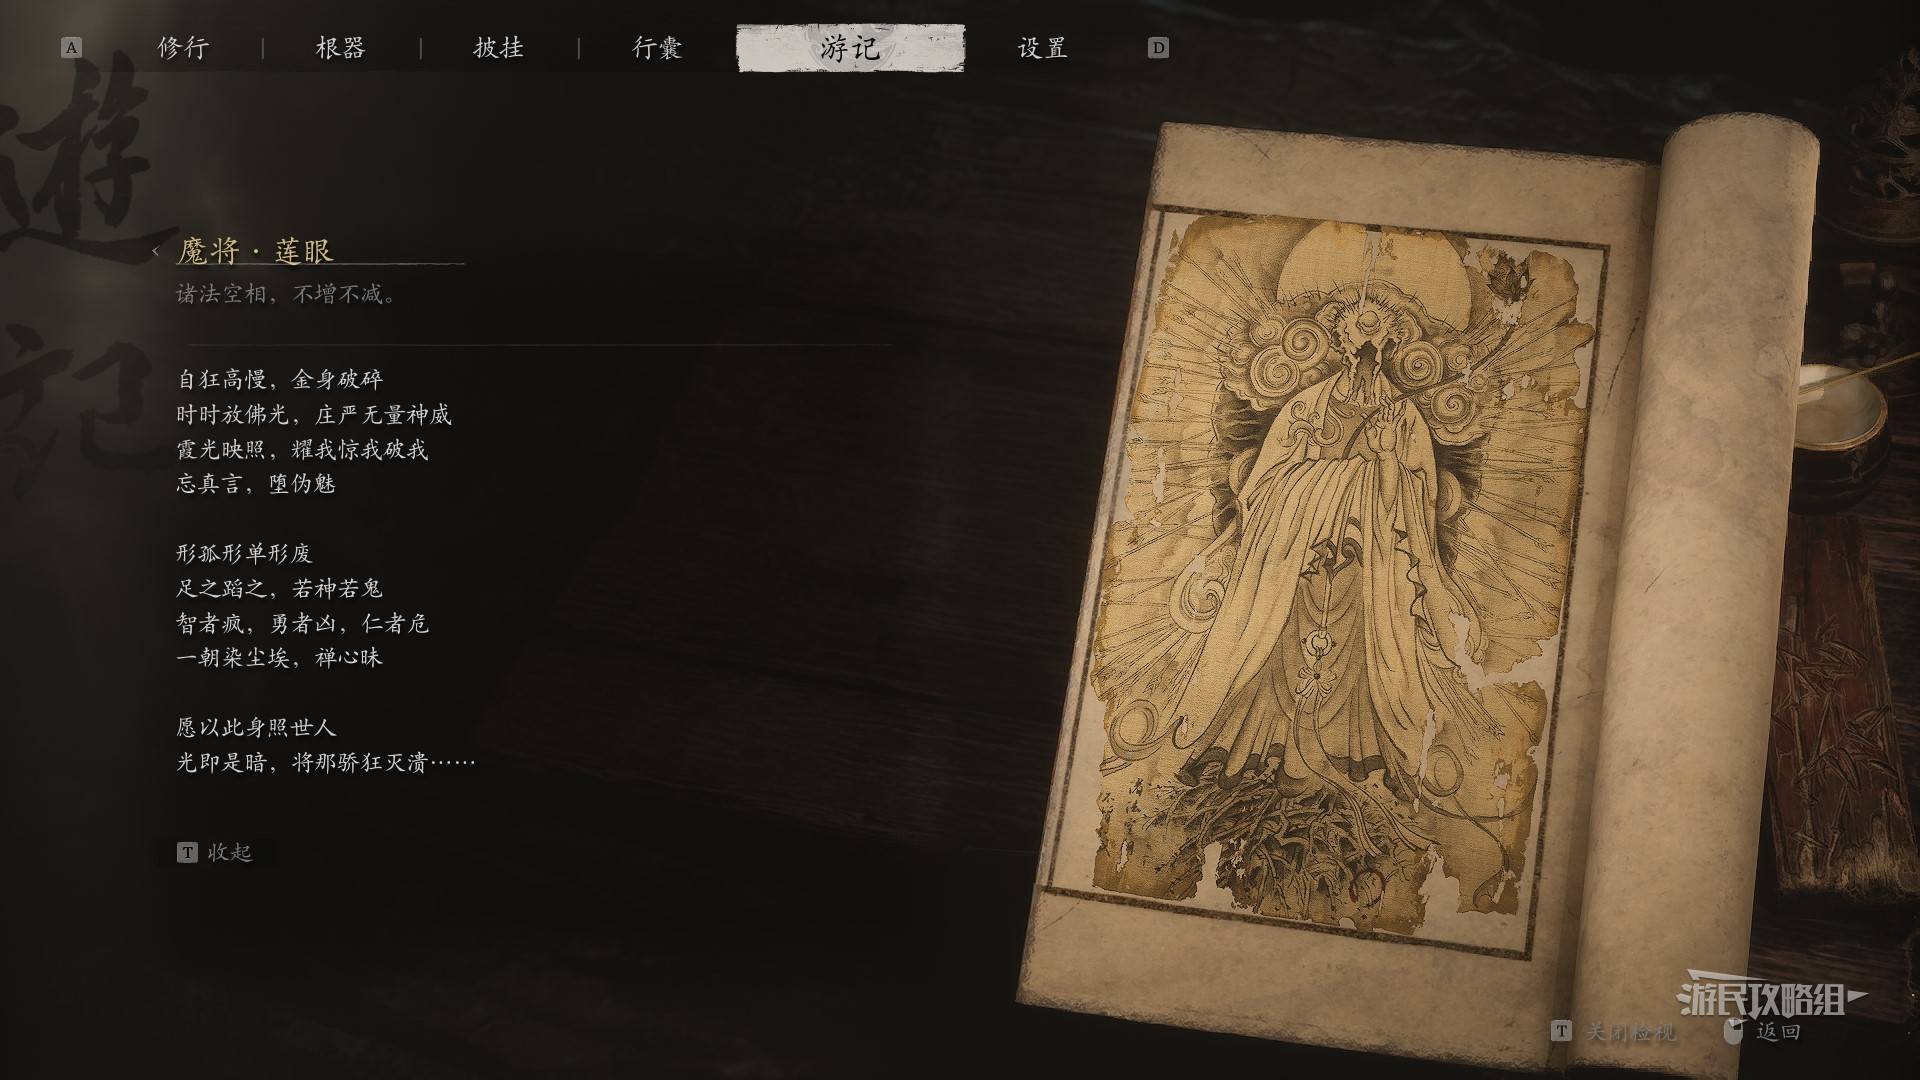 A 修行 | 根器 | 披挂 | 行囊 | 游记 | 设置 D
遊記
魔将·莲眼
诸法空相，不增不减。
自狂高慢，金身破碎
时时放佛光，庄严无量神威
霞光映照，耀我惊我破我
忘真言，堕伪魅
形孤形单形废
足之蹈之，若神若鬼
智者疯，勇者凶，仁者危
一朝染尘埃，禅心昧
愿以此身照世人
光即是暗，将那骄狂灭溃……
T 收起
诸法
不
游民攻略组
T 关闭检视 返回